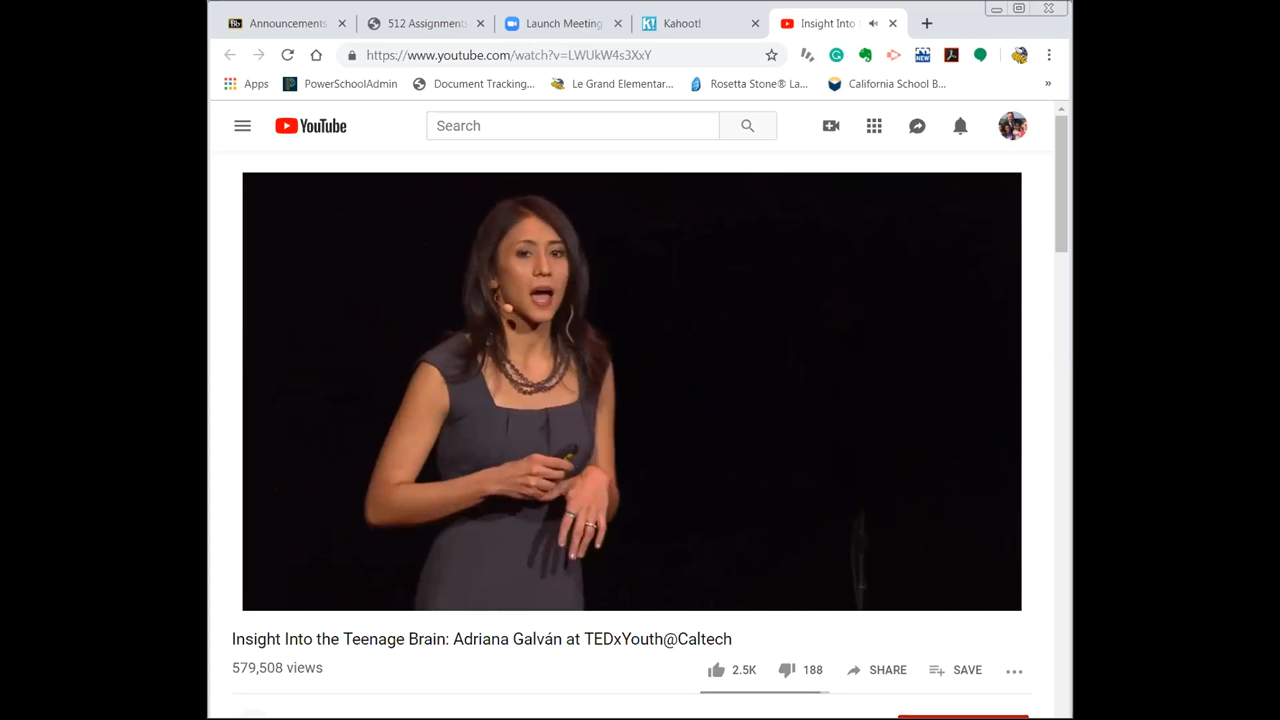 Announcements
512 Assignments
Launch Meeting
Kahoot!
Insight Into
https://www.youtube.com/watch?v=LWUkW4s3XxY
NEW
Apps
PowerSchoolAdmin
Document Tracking...
Le Grand Elementar...
Rosetta Stone® La...
California School B...
»
YouTube
Search
Insight Into the Teenage Brain: Adriana Galván at TEDxYouth@Caltech
579,508 views
2.5K
188
SHARE
SAVE